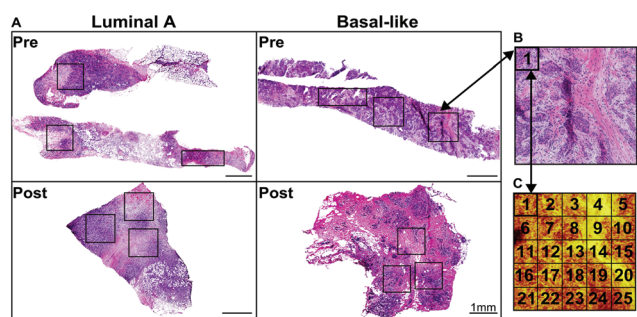 A Luminal A Basal-like B
Pre Pre
1
Post Post
1mm
C
1 2 3 4 5
6 7 8 9 10
11 12 13 14 15
16 17 18 19 20
21 22 23 24 25